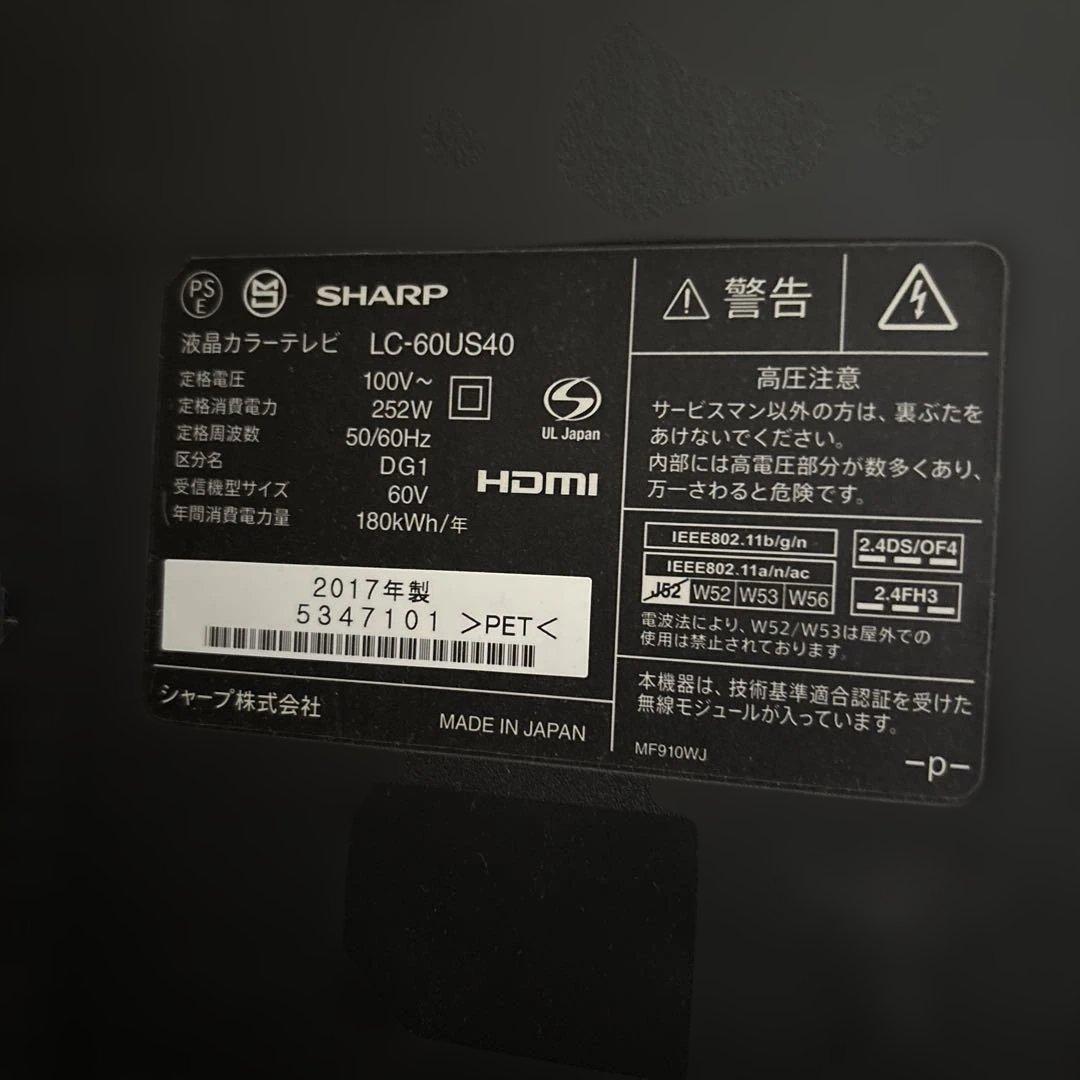 PS
E
SHARP
液晶カラーテレビ LC-60US40
定格電圧 100V～
定格消費電力 252W
定格周波数 50/60Hz
区分名 DG1
受信機型サイズ 60V
年間消費電力量 180kWh/年
UL Japan
HDMI
2017年製
5347101 >PET<
シャープ株式会社
MADE IN JAPAN
警告
高圧注意
サービスマン以外の方は、裏ぶたを
あけないでください。
内部には高電圧部分が数多くあり、
万一さわると危険です。
IEEE802.11b/g/n
IEEE802.11a/n/ac
J52 W52 W53 W56
2.4DS/OF4
2.4FH3
電波法により、W52/W53は屋外での
使用は禁止されております。
本機器は、技術基準適合認証を受けた
無線モジュールが入っています。
MF910WJ
-p-